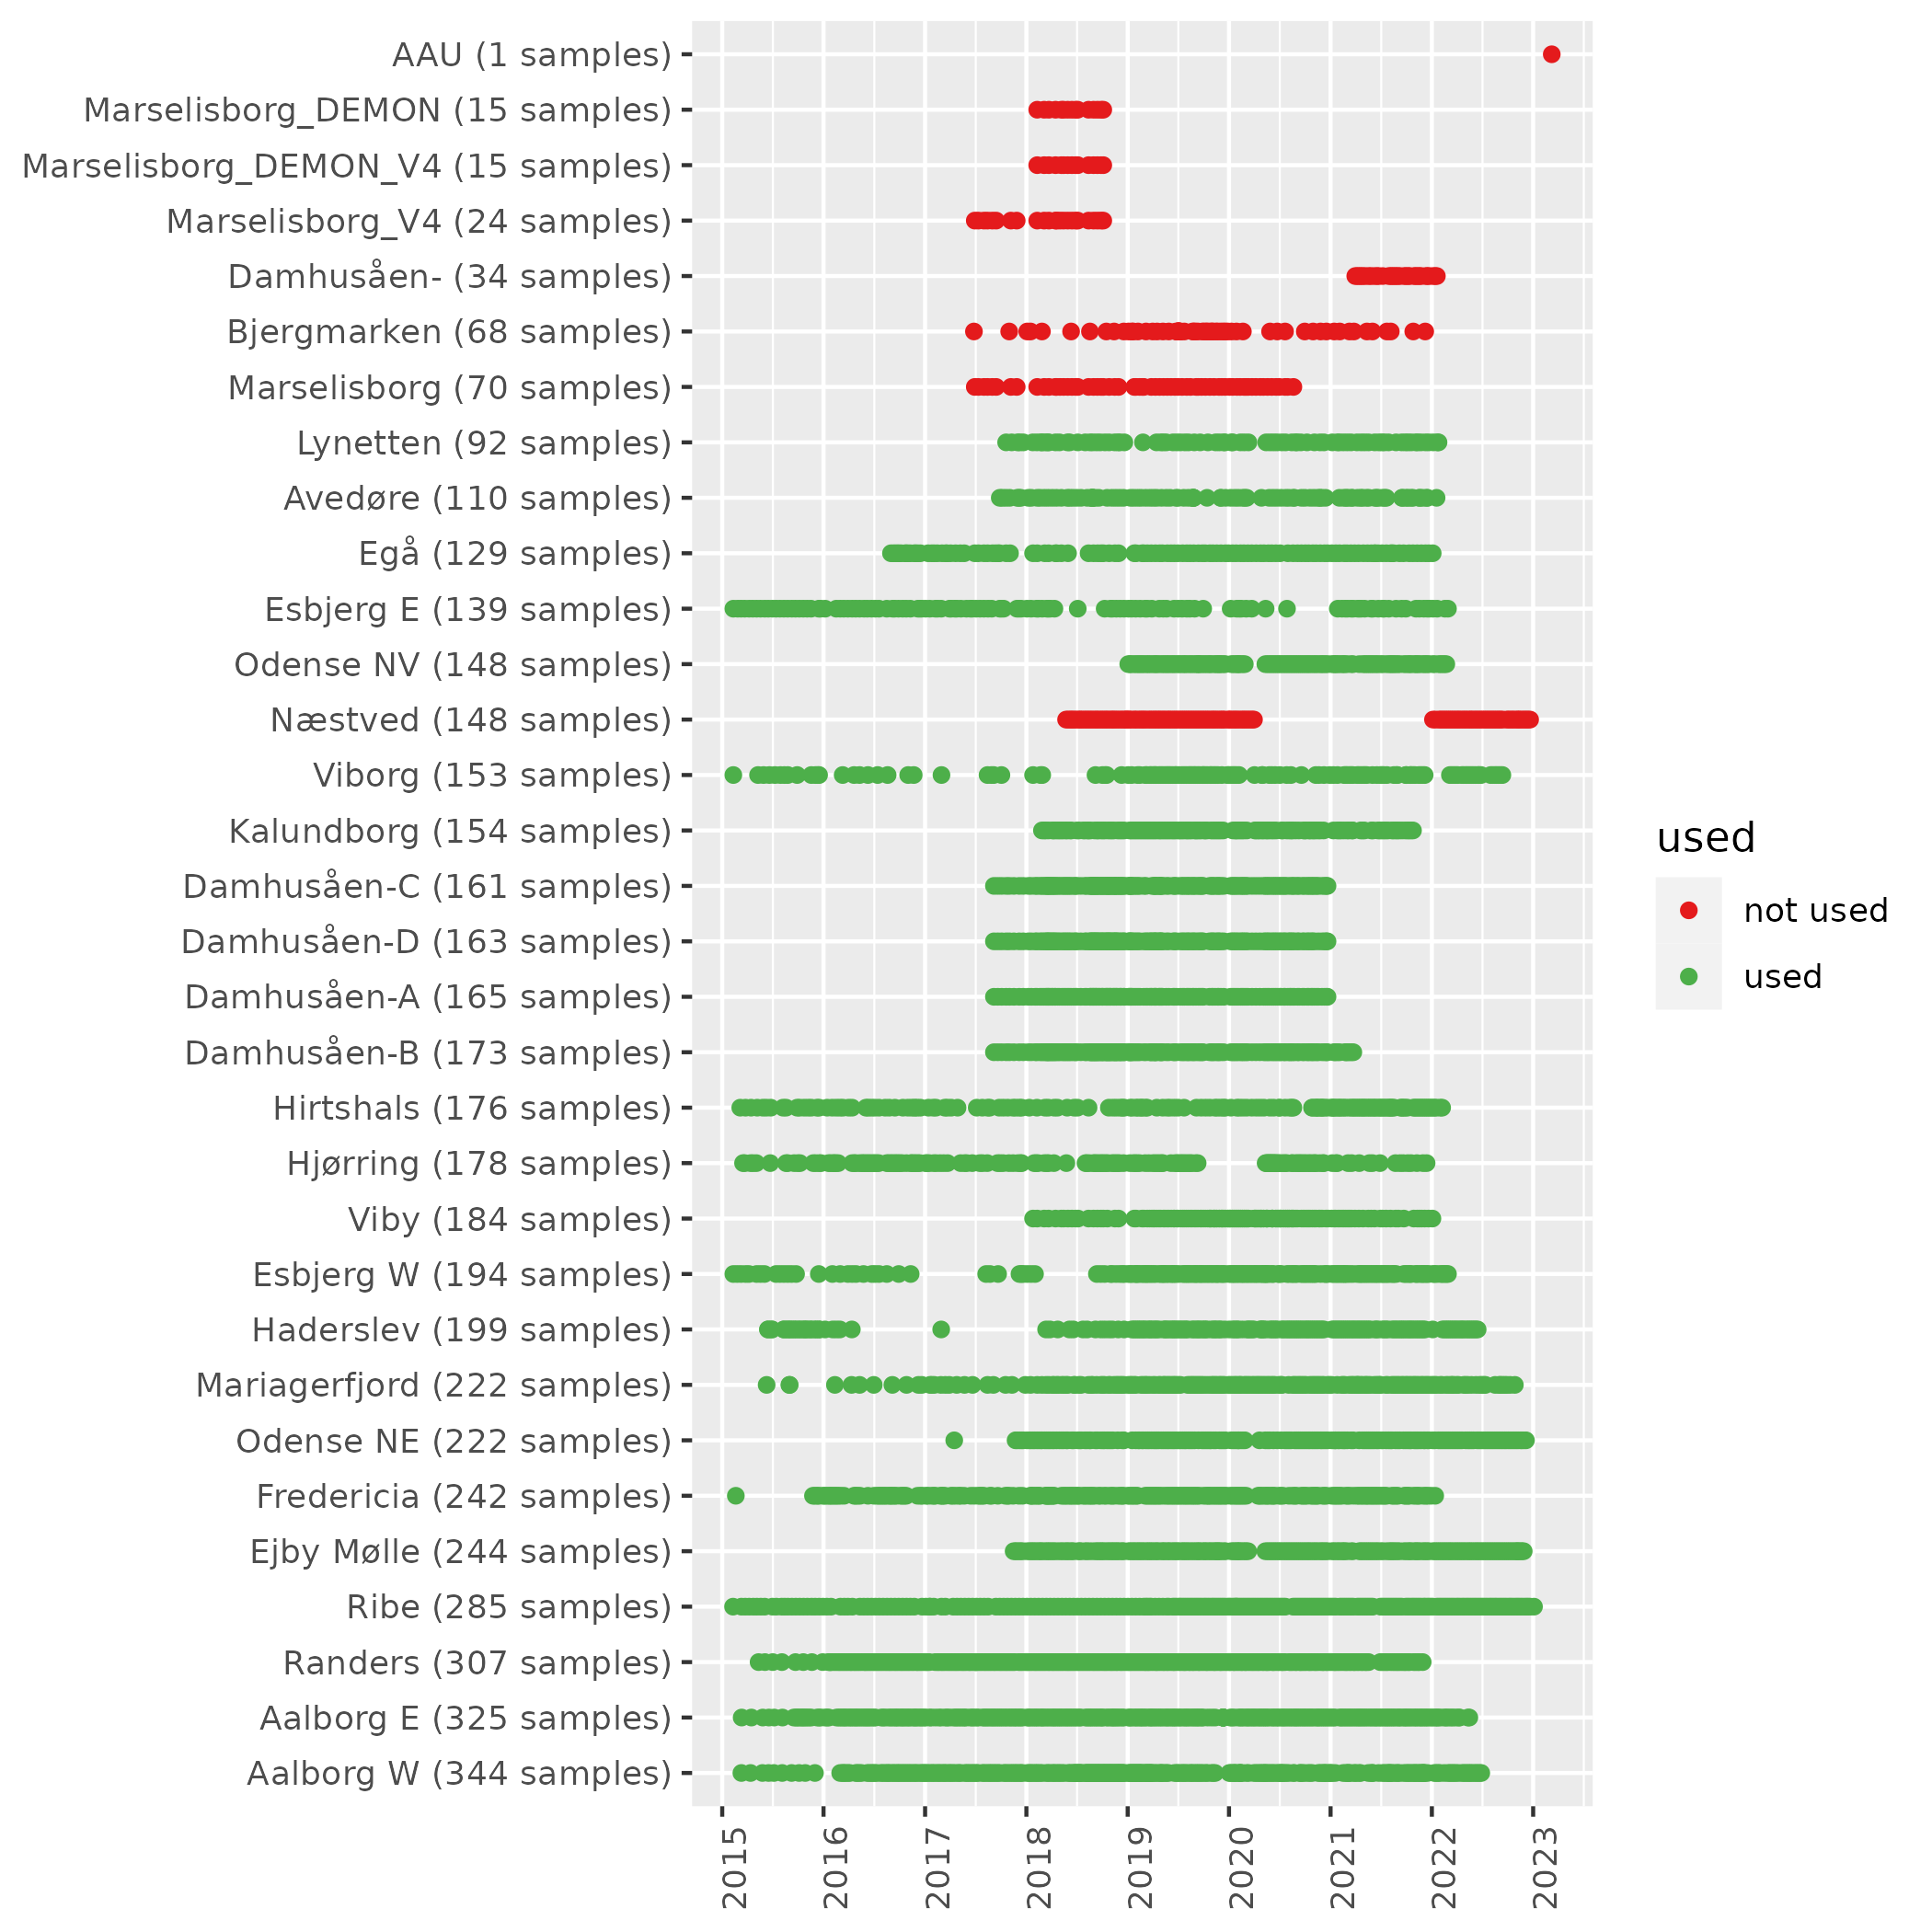 AAU (1 samples)
Marselisborg_DEMON (15 samples)
Marselisborg_DEMON_V4 (15 samples)
Marselisborg_V4 (24 samples)
Damhusåen- (34 samples)
Bjergmarken (68 samples)
Marselisborg (70 samples)
Lynetten (92 samples)
Avedøre (110 samples)
Egå (129 samples)
Esbjerg E (139 samples)
Odense NV (148 samples)
Næstved (148 samples)
Viborg (153 samples)
Kalundborg (154 samples)
Damhusåen-C (161 samples)
Damhusåen-D (163 samples)
Damhusåen-A (165 samples)
Damhusåen-B (173 samples)
Hirtshals (176 samples)
Hjørring (178 samples)
Viby (184 samples)
Esbjerg W (194 samples)
Haderslev (199 samples)
Mariagerfjord (222 samples)
Odense NE (222 samples)
Fredericia (242 samples)
Ejby Mølle (244 samples)
Ribe (285 samples)
Randers (307 samples)
Aalborg E (325 samples)
Aalborg W (344 samples)
2015
2016
2017
2018
2019
2020
2021
2022
2023
used
not used
used